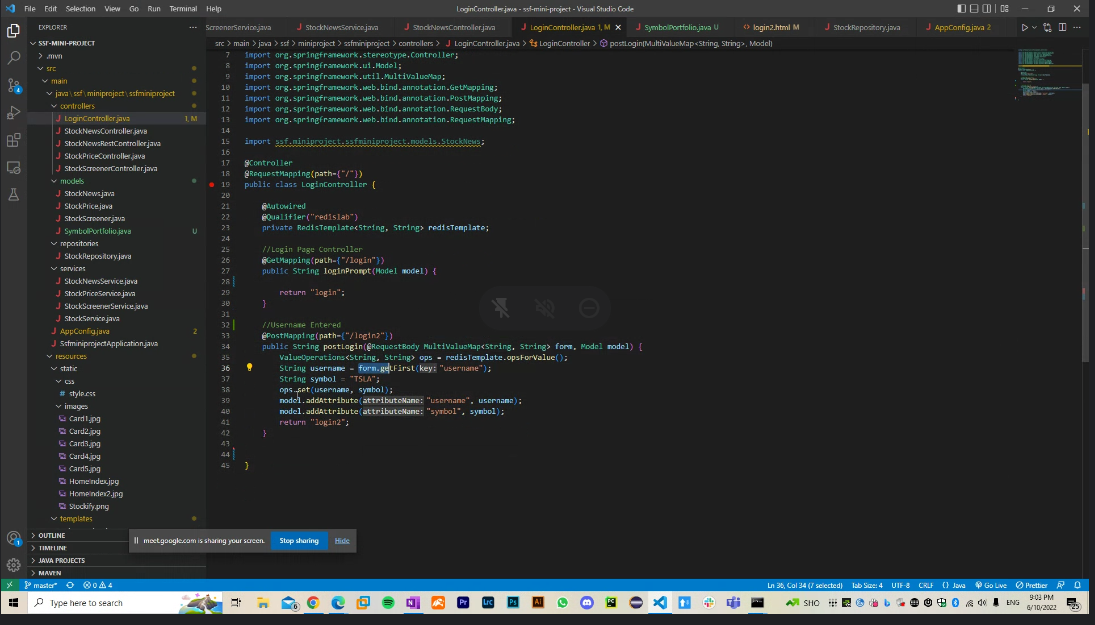 File Edit Selection View Go Run Terminal Help
LoginController.java - ssf-mini-project - Visual Studio Code
EXPLORER
ScreenerService.java StockNewsService.java StockNewsController.java LoginController.java 1, M SymbolPortfolio.java U login2.html M StockRepository.java AppConfig.java 2
src > main > java > ssf > miniproject > ssfminiproject > controllers > LoginController.java > LoginController > postLogin(MultiValueMap<String, String>, Model)
SSF-MINI-PROJECT
.mvn
src
main
java \ ssf \ miniproject \ ssfminiproject
controllers
LoginController.java 1, M
StockNewsController.java
StockNewsRestController.java
StockPriceController.java
StockScreenerController.java
models
StockNews.java
StockPrice.java
StockScreener.java
SymbolPortfolio.java U
repositories
StockRepository.java
services
StockNewsService.java
StockPriceService.java
StockScreenerService.java
StockService.java
AppConfig.java 2
SsfminiprojectApplication.java
resources
static
css
style.css
images
Card1.jpg
Card2.jpg
Card3.jpg
Card4.jpg
Card5.jpg
HomeIndex.jpg
HomeIndex2.jpg
Stockify.png
templates
OUTLINE
TIMELINE
JAVA PROJECTS
MAVEN
7 import org.springframework.stereotype.Controller;
8 import org.springframework.ui.Model;
9 import org.springframework.util.MultiValueMap;
10 import org.springframework.web.bind.annotation.GetMapping;
11 import org.springframework.web.bind.annotation.PostMapping;
12 import org.springframework.web.bind.annotation.RequestBody;
13 import org.springframework.web.bind.annotation.RequestMapping;
14
15 import ssf.miniproject.ssfminiproject.models.StockNews;
16
17 @Controller
18 @RequestMapping(path={"/"})
19 public class LoginController {
20
21 @Autowired
22 @Qualifier("redislab")
23 private RedisTemplate<String, String> redisTemplate;
24
25 //Login Page Controller
26 @GetMapping(path={"/login"})
27 public String loginPrompt(Model model) {
28
29 return "login";
30 }
31
32 //Username Entered
33 @PostMapping(path={"/login2"})
34 public String postLogin(@RequestBody MultiValueMap<String, String> form, Model model) {
35 ValueOperations<String, String> ops = redisTemplate.opsForValue();
36 String username = form.getFirst(key: "username");
37 String symbol = "TSLA";
38 ops.set(username, symbol);
39 model.addAttribute(attributeName: "username", username);
40 model.addAttribute(attributeName: "symbol", symbol);
41 return "login2";
42 }
43
44
45 }
meet.google.com is sharing your screen. Stop sharing Hide
master* 0 4 Ln 36, Col 34 (7 selected) Tab Size: 4 UTF-8 CRLF {} Java Go Live Prettier
Type here to search
SHO ENG 9:03 PM
6/10/2022